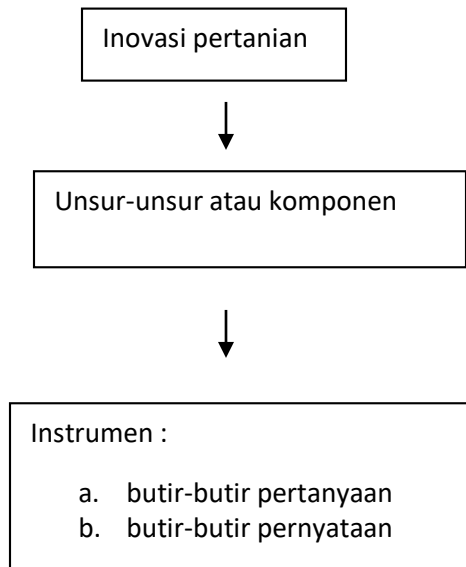 Inovasi pertanian
Unsur-unsur atau komponen
Instrumen :
a. butir-butir pertanyaan
b. butir-butir pernyataan